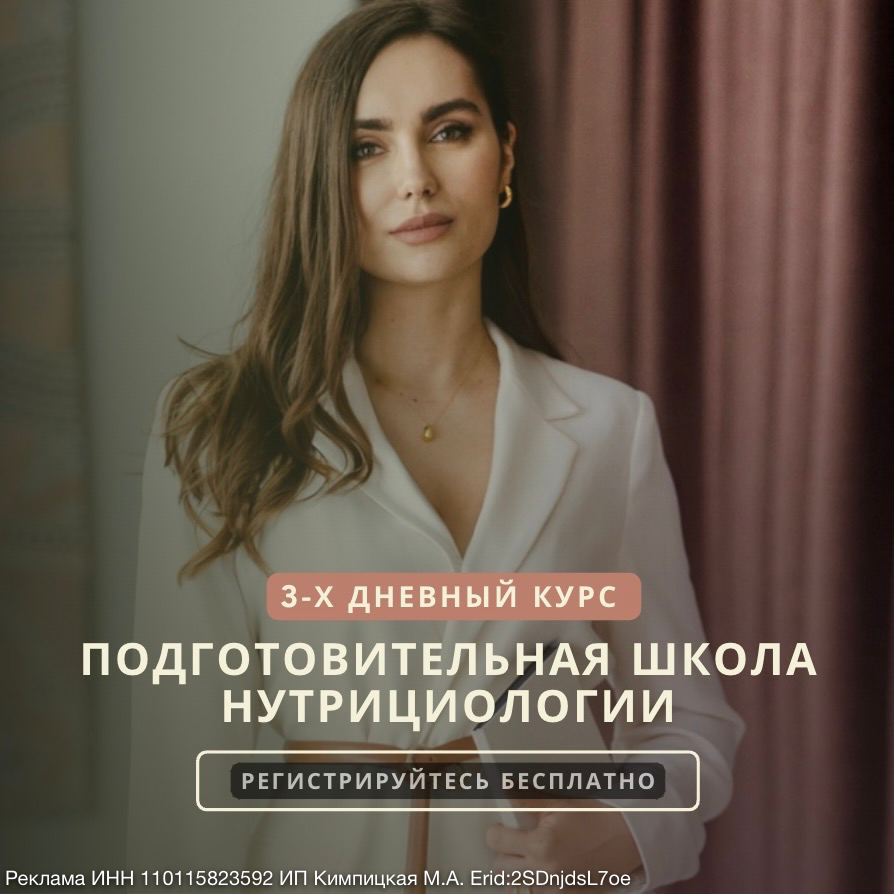 3-Х ДНЕВНЫЙ КУРС
ПОДГОТОВИТЕЛЬНАЯ ШКОЛА
НУТРИЦИОЛОГИИ
РЕГИСТРИРУЙТЕСЬ БЕСПЛАТНО
Реклама ИНН 110115823592 ИП Кимпицкая М.А. Erid:2SDnjdsL7oe